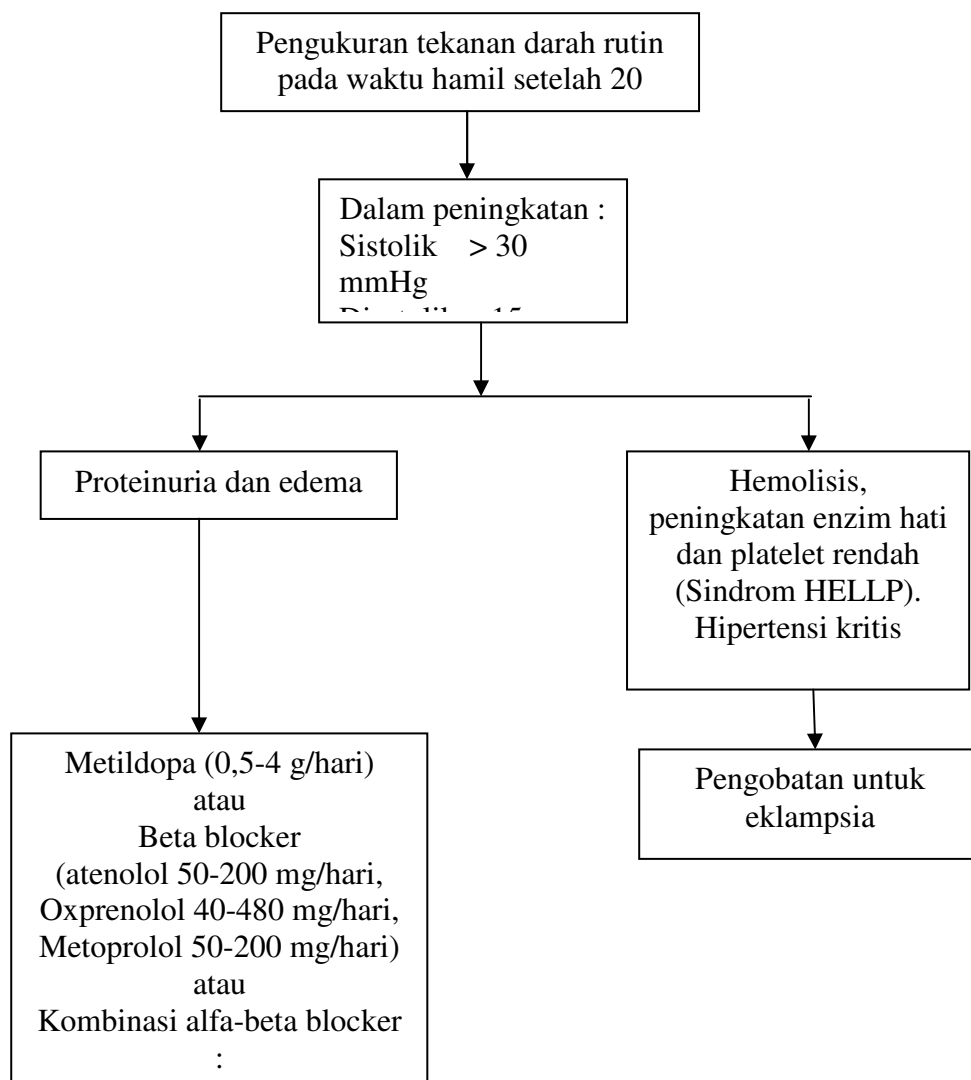 Pengukuran tekanan darah rutin
pada waktu hamil setelah 20
Dalam peningkatan :
Sistolik > 30
mmHg
Proteinuria dan edema
Hemolisis,
peningkatan enzim hati
dan platelet rendah
(Sindrom HELLP).
Hipertensi kritis
Metildopa (0,5-4 g/hari)
atau
Beta blocker
(atenolol 50-200 mg/hari,
Oxprenolol 40-480 mg/hari,
Metoprolol 50-200 mg/hari)
atau
Kombinasi alfa-beta blocker
:
Pengobatan untuk
eklampsia